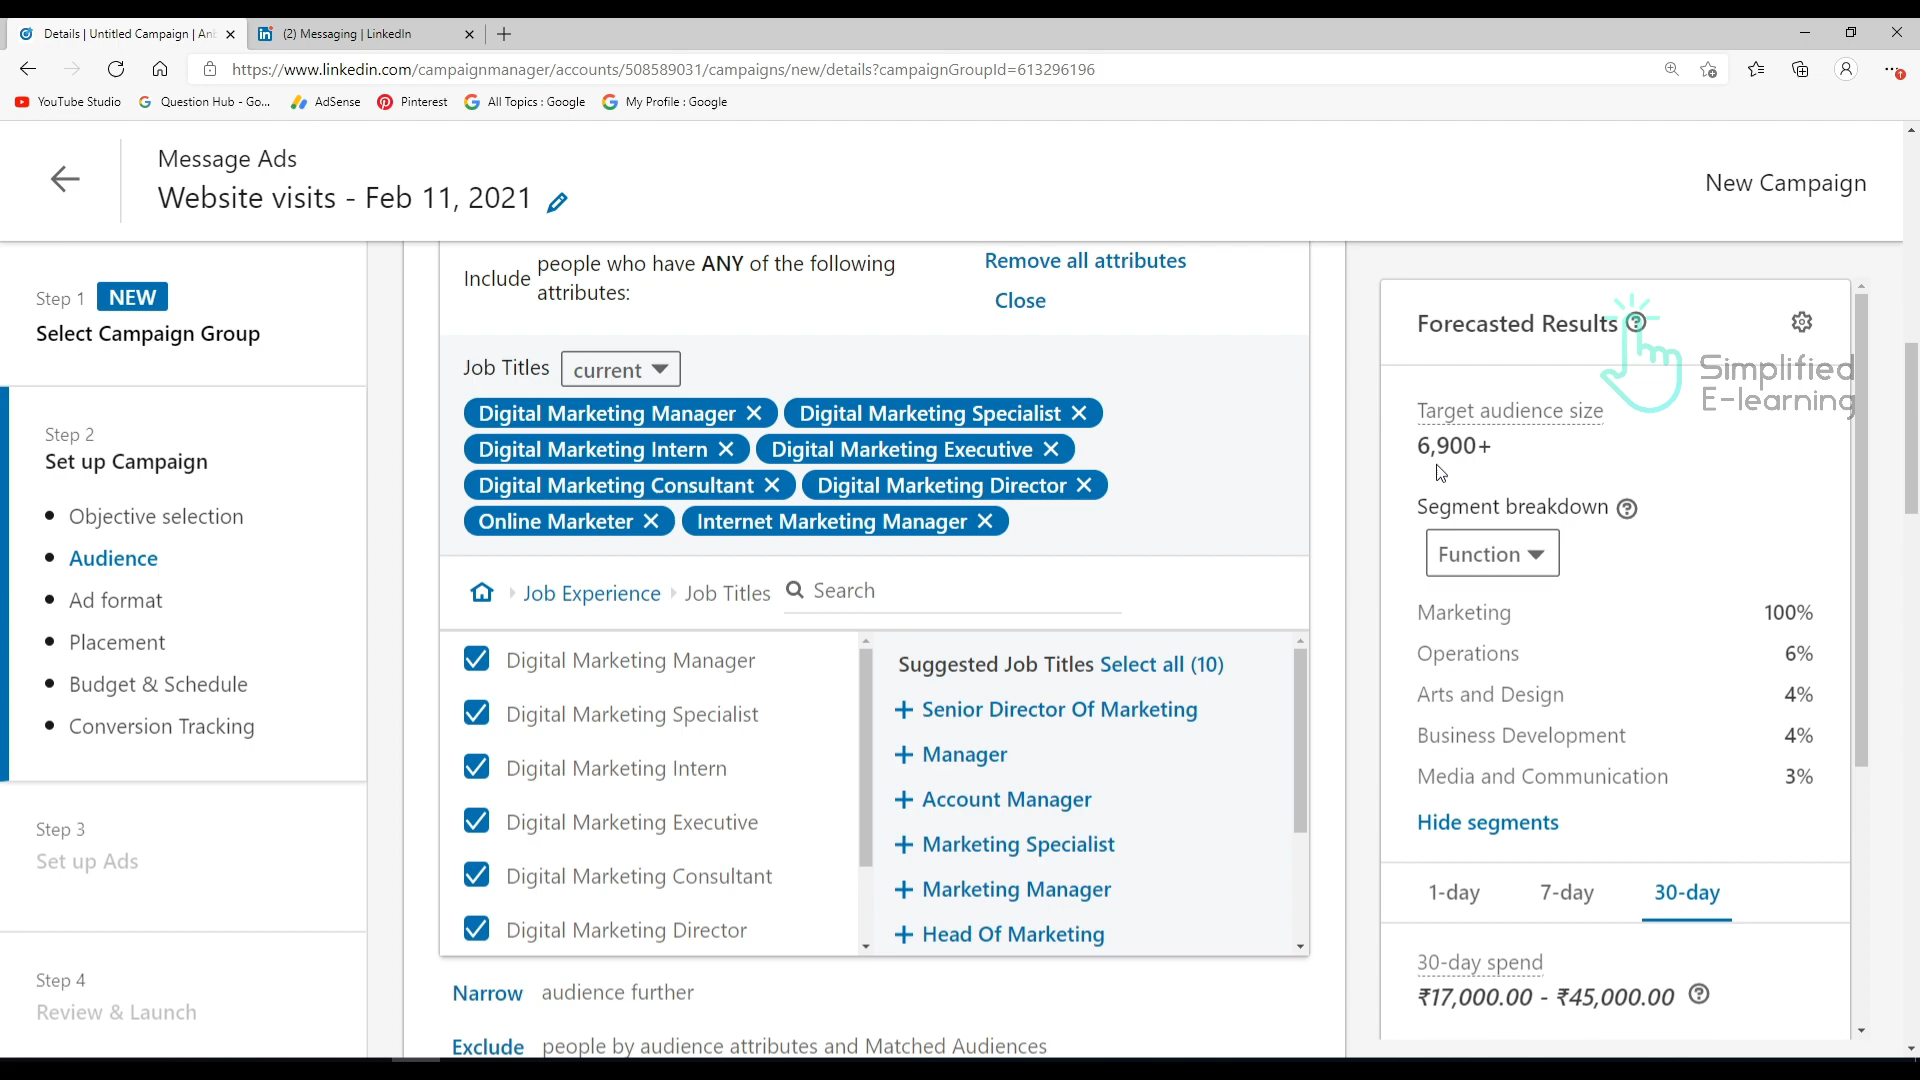 Details | Untitled Campaign | An
(2) Messaging | LinkedIn
https://www.linkedin.com/campaignmanager/accounts/508589031/campaigns/new/details?campaignGroupId=613296196
YouTube Studio
Question Hub - Go...
AdSense
Pinterest
All Topics : Google
My Profile : Google
Message Ads
Website visits - Feb 11, 2021
New Campaign
Step 1 NEW
Select Campaign Group
Step 2
Set up Campaign
Objective selection
Audience
Ad format
Placement
Budget & Schedule
Conversion Tracking
Step 3
Set up Ads
Step 4
Review & Launch
Include people who have ANY of the following
attributes:
Remove all attributes
Close
Job Titles current
Digital Marketing Manager Digital Marketing Specialist
Digital Marketing Intern Digital Marketing Executive
Digital Marketing Consultant Digital Marketing Director
Online Marketer Internet Marketing Manager
Job Experience Job Titles Search
Digital Marketing Manager
Digital Marketing Specialist
Digital Marketing Intern
Digital Marketing Executive
Digital Marketing Consultant
Digital Marketing Director
Suggested Job Titles Select all (10)
+ Senior Director Of Marketing
+ Manager
+ Account Manager
+ Marketing Specialist
+ Marketing Manager
+ Head Of Marketing
Narrow audience further
Exclude people by audience attributes and Matched Audiences
Forecasted Results
Simplified
E-learning
Target audience size
6,900+
Segment breakdown
Function
Marketing 100%
Operations 6%
Arts and Design 4%
Business Development 4%
Media and Communication 3%
Hide segments
1-day 7-day 30-day
30-day spend
₹17,000.00 - ₹45,000.00